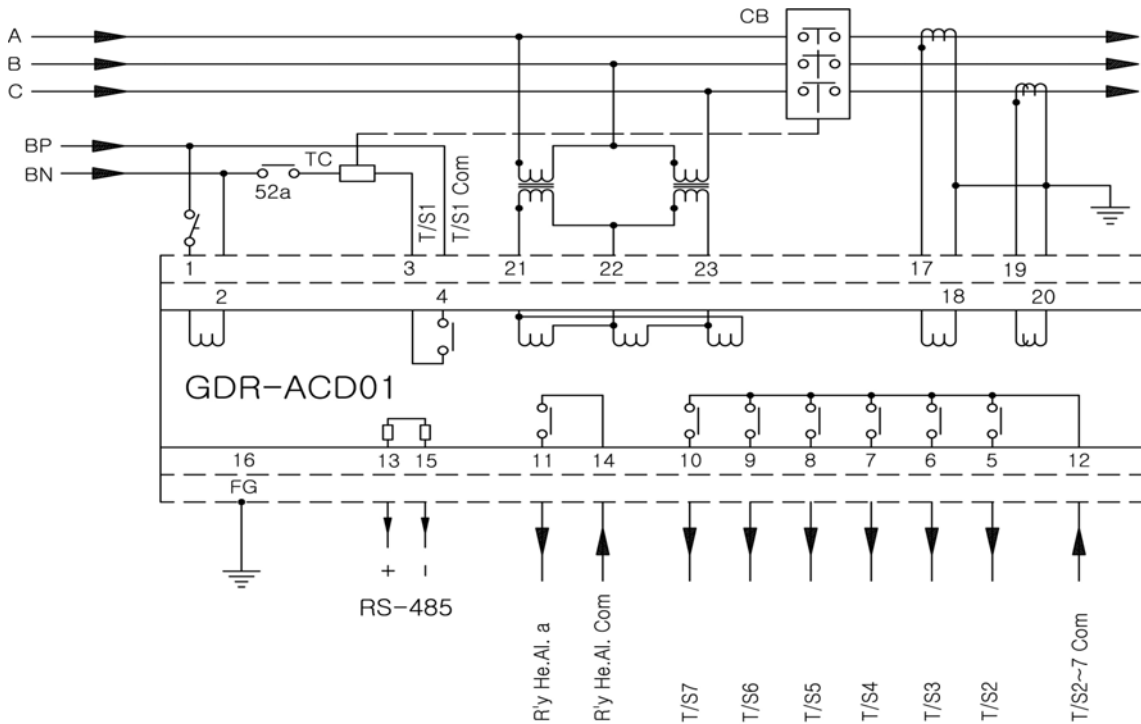 CB
A
B
C
BP
BN
TC
52a
T/S1
T/S1 Com
1
3
21
22
23
17
19
2
4
18
20
GDR-ACD01
16
13
15
11
14
10
9
8
7
6
5
12
FG
+
−
RS-485
R'y He.Al. a
R'y He.Al. Com
T/S7
T/S6
T/S5
T/S4
T/S3
T/S2
T/S2~7 Com